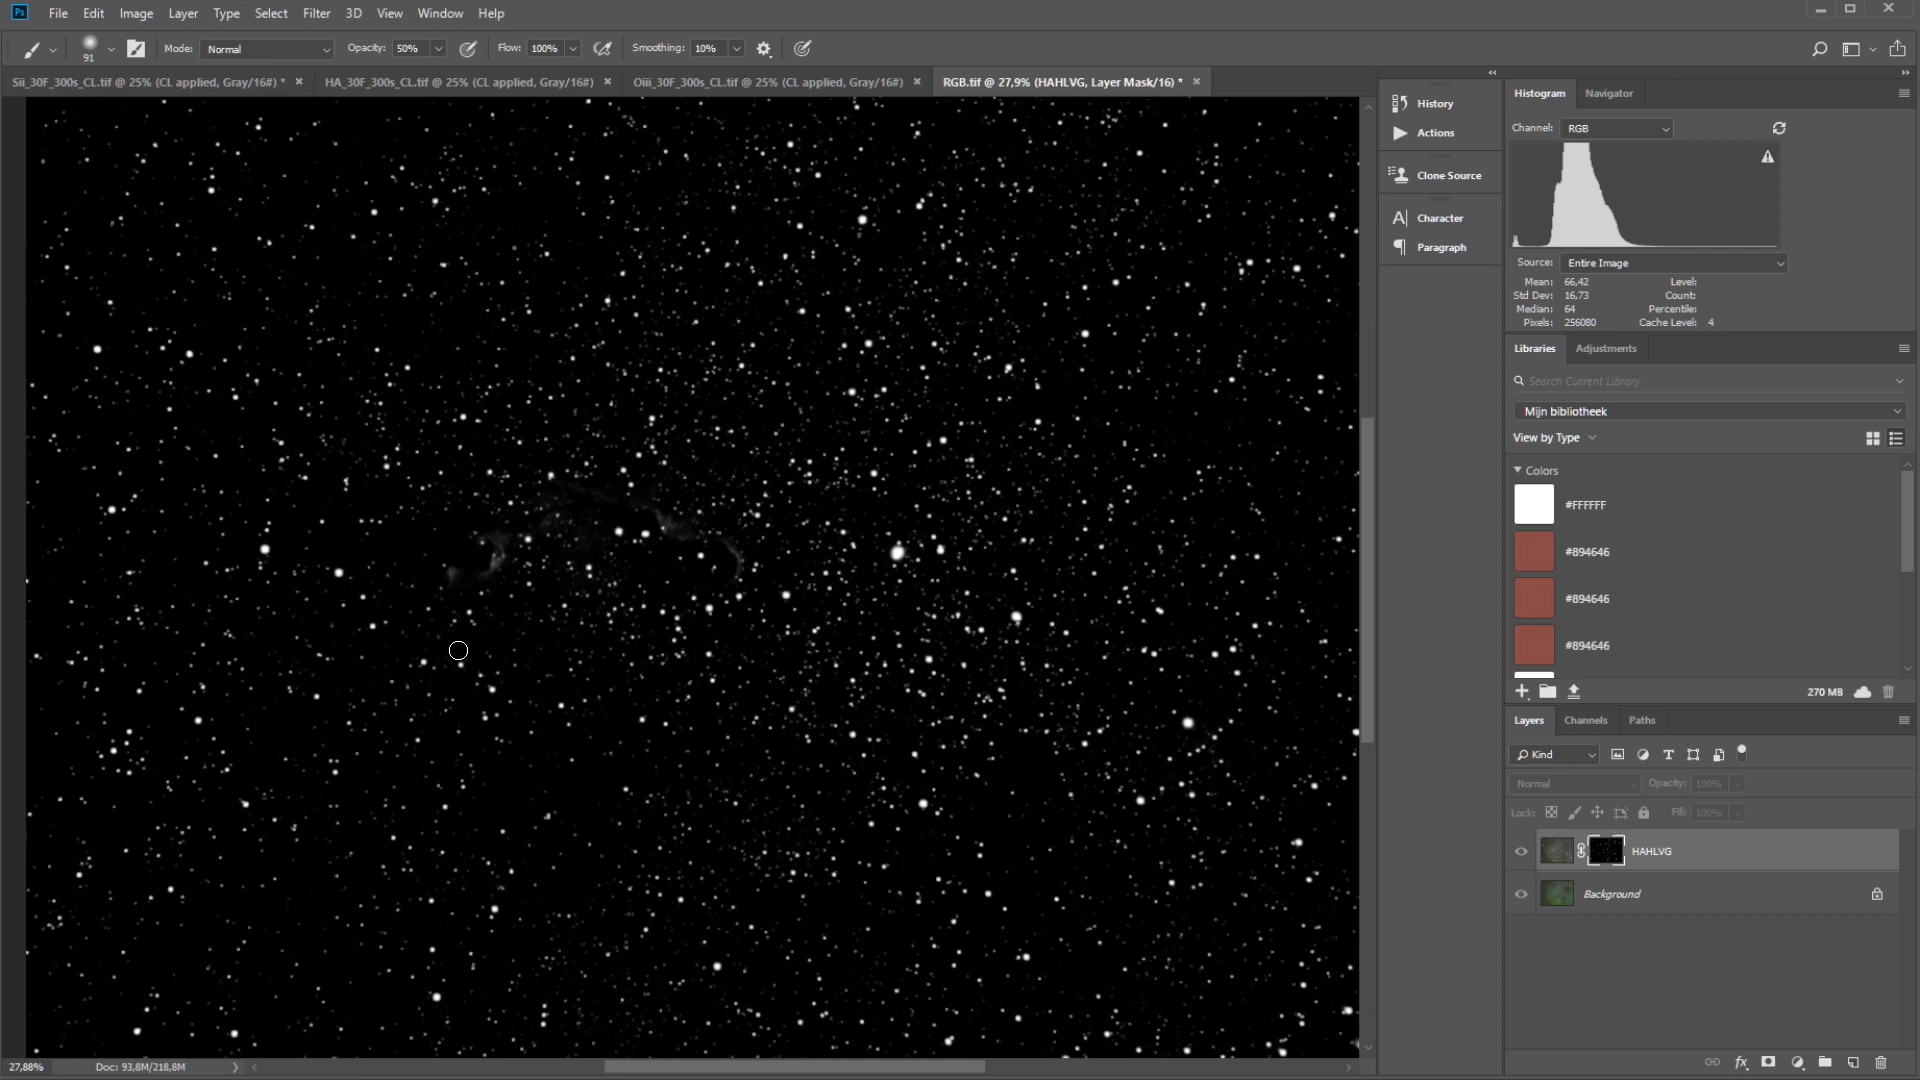 Ps File Edit Image Layer Type Select Filter 3D View Window Help
91 Mode: Normal Opacity: 50% Flow: 100% Smoothing: 10%
Sii_30F_300s_CL.tif @ 25% (CL applied, Gray/16#) * HA_30F_300s_CL.tif @ 25% (CL applied, Gray/16#) Oiii_30F_300s_CL.tif @ 25% (CL applied, Gray/16#) RGB.tif @ 27,9% (HAHLVG, Layer Mask/16) *
History
Actions
Clone Source
Character
Paragraph
Histogram Navigator
Channel: RGB
Source: Entire Image
Mean: 66,42 Level:
Std Dev: 16,73 Count:
Median: 64 Percentile:
Pixels: 256080 Cache Level: 4
Libraries Adjustments
Search Current Library
Mijn bibliotheek
View by Type
Colors
#FFFFFF
#894646
#894646
#894646
270 MB
Layers Channels Paths
Kind
Normal Opacity: 100%
Lock: Fill: 100%
HAHLVG
Background
27,88% Doc: 93,8M/218,8M